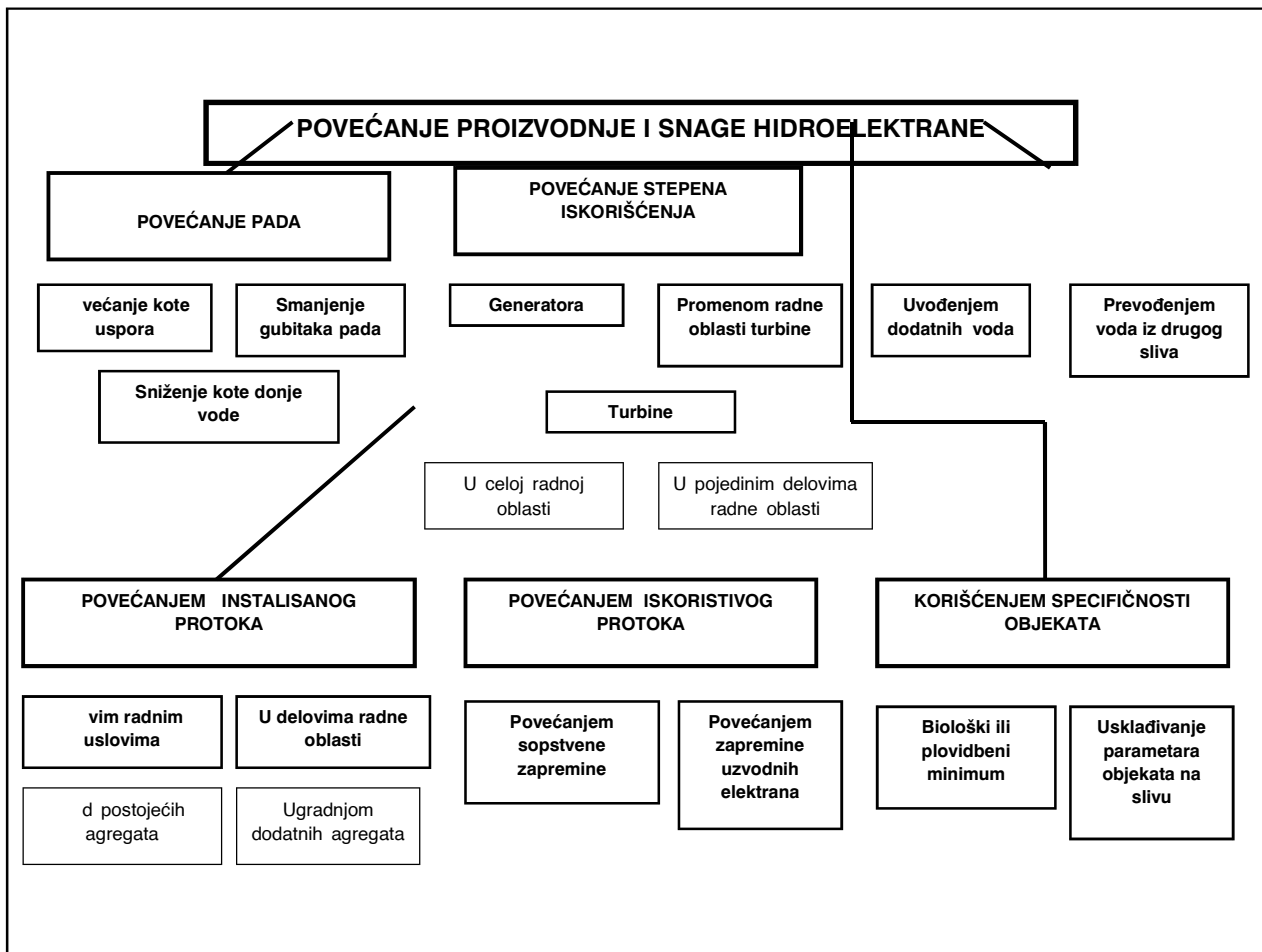 POVEĆANJE PROIZVODNJE I SNAGE HIDROELEKTRANE
POVEĆANJE PADA
POVEĆANJE STEPENA
ISKORIŠĆENJA
većanje kote
uspora
Smanjenje
gubitaka pada
Sniženje kote donje
vode
Generatora
Promenom radne
oblasti turbine
Turbine
U celoj radnoj
oblasti
U pojedinim delovima
radne oblasti
Uvođenjem
dodatnih voda
Prevođenjem
voda iz drugog
sliva
POVEĆANJEM INSTALISANOG
PROTOKA
POVEĆANJEM ISKORISTIVOG
PROTOKA
KORIŠĆENJEM SPECIFIČNOSTI
OBJEKATA
vim radnim
uslovima
U delovima radne
oblasti
d postojećih
agregata
Ugradnjom
dodatnih agregata
Povećanjem
sopstvene
zapremine
Povećanjem
zapremine
uzvodnih
elektrana
Biološki ili
plovidbeni
minimum
Usklađivanje
parametara
objekata na
slivu